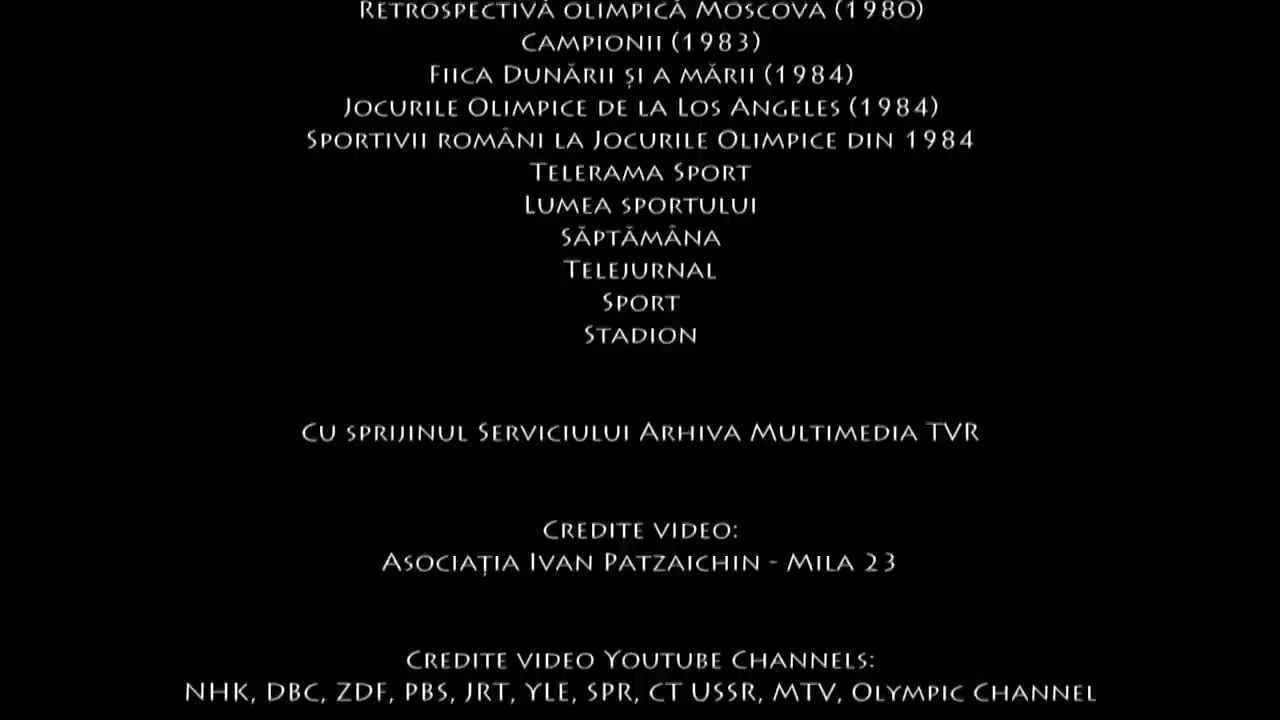 Retrospectivă olimpică Moscova (1980)
Campionii (1983)
Fiica Dunării și a mării (1984)
Jocurile Olimpice de la Los Angeles (1984)
Sportivii români la Jocurile Olimpice din 1984
Telerama Sport
Lumea sportului
Săptămâna
Telejurnal
Sport
Stadion
Cu sprijinul Serviciului Arhiva Multimedia TVR
Credite video:
Asociația Ivan Patzaichin - Mila 23
Credite video Youtube Channels:
NHK, DBC, ZDF, PBS, JRT, YLE, SPR, CT USSR, MTV, Olympic Channel